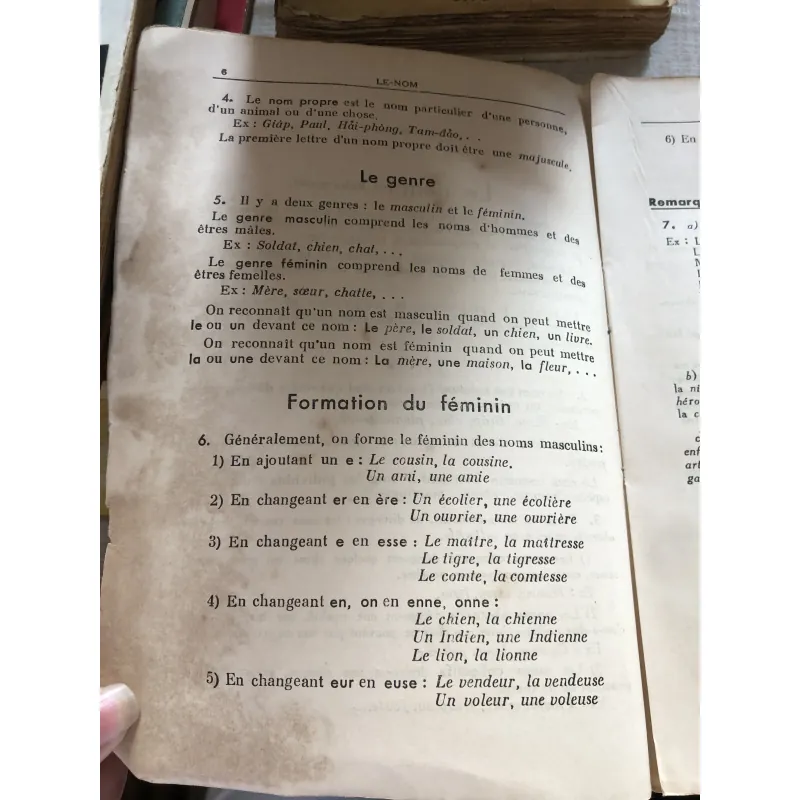 6
LE-NOM
4. Le nom propre est le nom particulier d'une personne,
d'un animal ou d'une chose.
Ex : Giáp, Paul, Hải-phòng, Tam-đảo, . .
La première lettre d'un nom propre doit être une majuscule.
Le genre
5. Il y a deux genres : le masculin et le féminin.
Le genre masculin comprend les noms d'hommes et des
êtres mâles.
Ex : Soldat, chien, chat, . . .
Le genre féminin comprend les noms de femmes et des
êtres femelles.
Ex : Mère, sœur, chatte, . . .
On reconnaît qu'un nom est masculin quand on peut mettre
le ou un devant ce nom : Le père, le soldat, un chien, un livre.
On reconnaît qu'un nom est féminin quand on peut mettre
la ou une devant ce nom : La mère, une maison, la fleur, . . .
Formation du féminin
6. Généralement, on forme le féminin des noms masculins :
1) En ajoutant un e : Le cousin, la cousine.
Un ami, une amie
2) En changeant er en ère : Un écolier, une écolière
Un ouvrier, une ouvrière
3) En changeant e en esse : Le maître, la maîtresse
Le tigre, la tigresse
Le comte, la comtesse
4) En changeant en, on en enne, onne :
Le chien, la chienne
Un Indien, une Indienne
Le lion, la lionne
5) En changeant eur en euse : Le vendeur, la vendeuse
Un voleur, une voleuse
6) En
Remarq
7. a)
Ex : L
L
b)
la ni
héro
la c
enf
art
ga